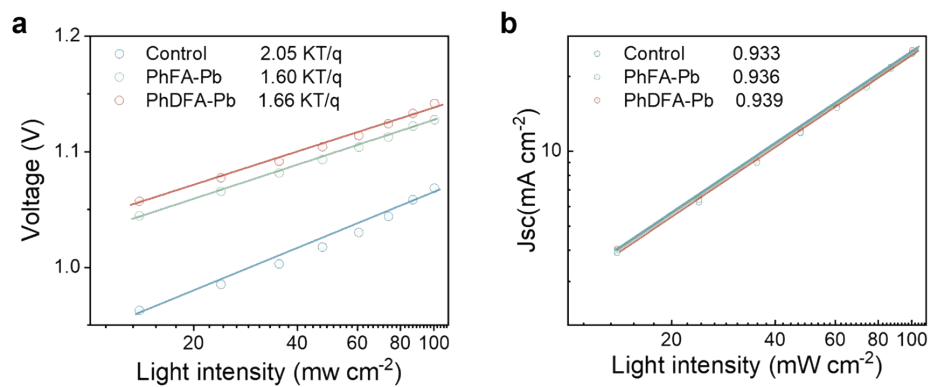 a
1.2
1.1
1.0
Voltage (V)
Control 2.05 KT/q
PhFA-Pb 1.60 KT/q
PhDFA-Pb 1.66 KT/q
20 40 60 80 100
Light intensity (mw cm⁻²)
b
10
Jsc(mA cm⁻²)
Control 0.933
PhFA-Pb 0.936
PhDFA-Pb 0.939
20 40 60 80 100
Light intensity (mW cm⁻²)